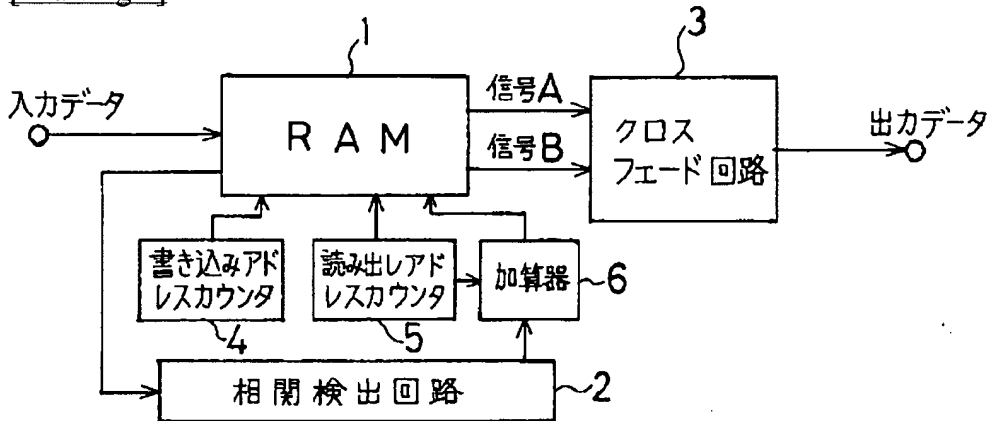 1
3
入力データ
RAM
信号A
信号B
クロス
フェード回路
出力データ
書き込みアド
レスカウンタ
4
読み出しアド
レスカウンタ
5
加算器
6
相関検出回路
2